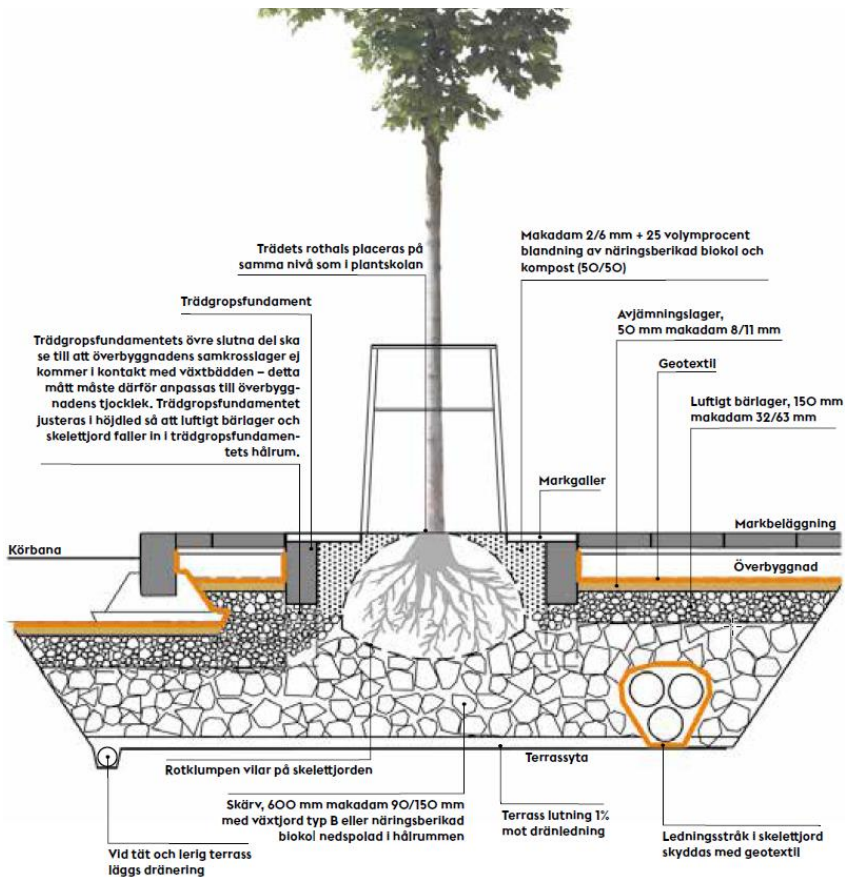 Trädets rothals placeras på
samma nivå som i plantskolan
Makadam 2/6 mm + 25 volymprocent
blandning av näringsberikad biokol och
kompost (50/50)
Trädgropsfundament
Avjämningslager,
50 mm makadam 8/11 mm
Trädgropsfundamentets övre slutna del ska
se till att överbyggnadens samkrosslager ej
kommer i kontakt med växtbädden – detta
mått måste därför anpassas till överbygg-
nadens tjocklek. Trädgropsfundamentet
justeras i höjdled så att luftigt bärlager och
skelettjord faller in i trädgropsfundamen-
tets hålrum.
Geotextil
Luftigt bärlager, 150 mm
makadam 32/63 mm
Markgaller
Markbeläggning
Körbana
Överbyggnad
Terrassyta
Rotklumpen vilar på skelettjorden
Skärv, 600 mm makadam 90/150 mm
med växtjord typ B eller näringsberikad
biokol nedspolad i hålrummen
Terrass lutning 1%
mot dränledning
Ledningsstråk i skelettjord
skyddas med geotextil
Vid tät och lerig terrass
läggs dränering